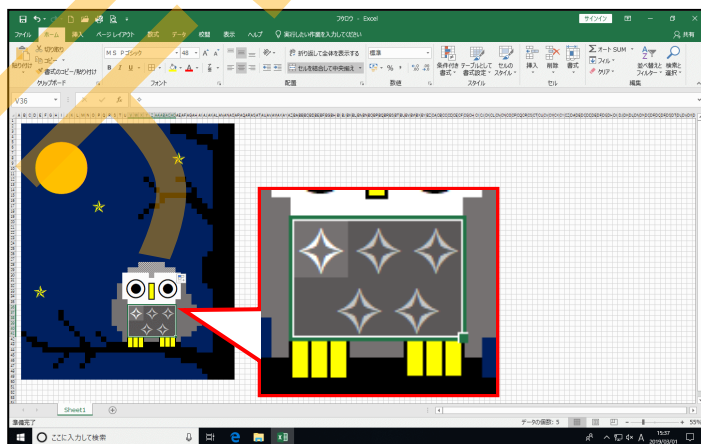 フクロウ - Excel
サインイン
ファイル ホーム 挿入 ページ レイアウト 数式 データ 校閲 表示 ヘルプ 実行したい作業を入力してください 共有
貼り付け
切り取り
コピー
書式のコピー/貼り付け
ＭＳ Ｐゴシック 48
B I U
折り返して全体を表示する
セルを結合して中央揃え
標準
条件付き書式
テーブルとして書式設定
セルのスタイル
挿入 削除 書式
オート SUM
フィル
クリア
並べ替えとフィルター
検索と選択
クリップボード フォント 配置 数値 スタイル セル 編集
V36 fx
Sheet1
準備完了 データの個数: 5 55%
ここに入力して検索
A 15:37
2019/03/01